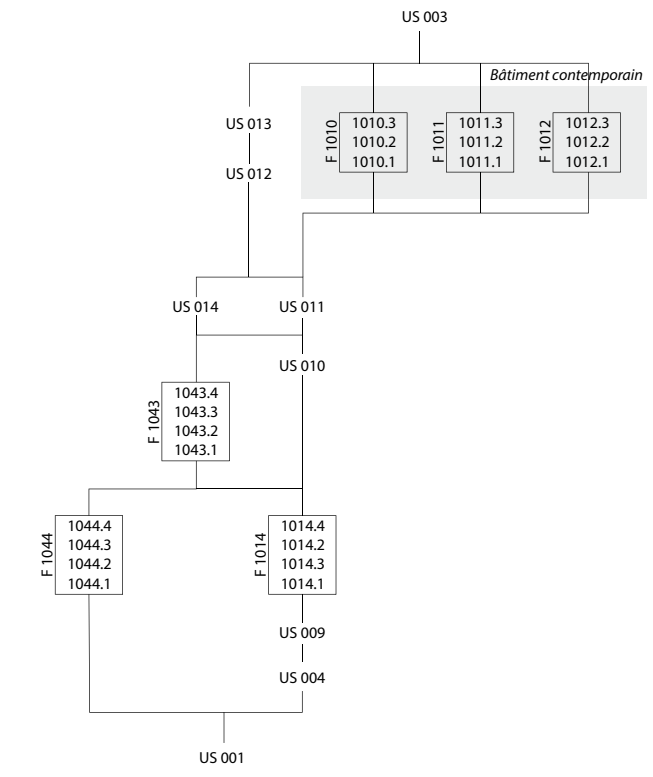 US 003
Bâtiment contemporain
US 013
US 012
F 1010
1010.3
1010.2
1010.1
F 1011
1011.3
1011.2
1011.1
F 1012
1012.3
1012.2
1012.1
US 014
US 011
US 010
F 1043
1043.4
1043.3
1043.2
1043.1
F 1044
1044.4
1044.3
1044.2
1044.1
F 1014
1014.4
1014.2
1014.3
1014.1
US 009
US 004
US 001